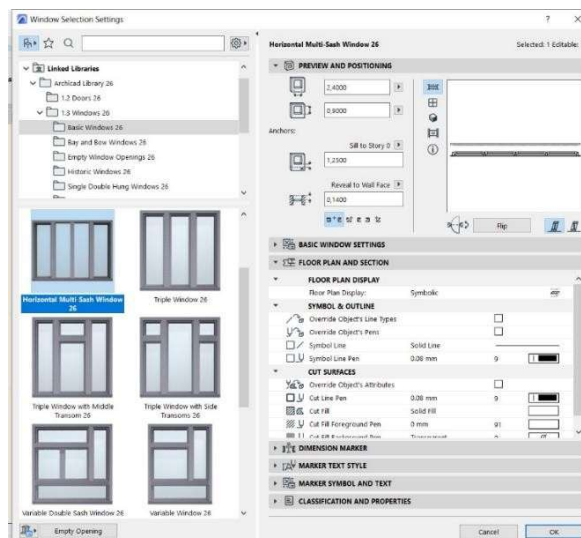 Window Selection Settings
? X
Linked Libraries
Archicad Library 26
1.2 Doors 26
1.3 Windows 26
Basic Windows 26
Bay and Bow Windows 26
Empty Window Openings 26
Historic Windows 26
Single Double Hung Windows 26
Horizontal Multi Sash Window
26
Triple Window 26
Triple Window with Middle
Transom 26
Triple Window with Side
Transoms 26
Variable Double Sash Window 26
Variable Window 26
Empty Opening
Horizontal Multi-Sash Window 26
Selected: 1 Editable:
PREVIEW AND POSITIONING
2,4000
0,9000
Anchors:
Sill to Story 0
1,2500
Reveal to Wall Face
0,1400
Flip
BASIC WINDOW SETTINGS
FLOOR PLAN AND SECTION
FLOOR PLAN DISPLAY
Floor Plan Display: Symbolic
SYMBOL & OUTLINE
Override Object's Line Types
Override Object's Pens
Symbol Line Solid Line
Symbol Line Pen 0.08 mm 9
CUT SURFACES
Override Object's Attributes
Cut Line Pen 0.08 mm 9
Cut Fill Solid Fill
Cut Fill Foreground Pen 0 mm 91
Cut Fill Background Pen Transparent
DIMENSION MARKER
MARKER TEXT STYLE
MARKER SYMBOL AND TEXT
CLASSIFICATION AND PROPERTIES
Cancel OK